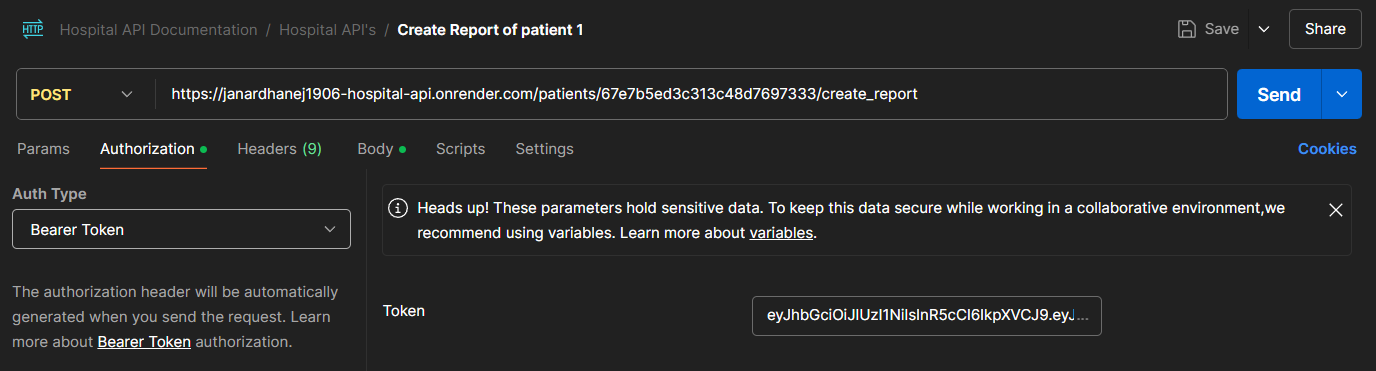 HTTP Hospital API Documentation / Hospital API's / Create Report of patient 1 Save Share
POST https://janardhanej1906-hospital-api.onrender.com/patients/67e7b5ed3c313c48d7697333/create_report Send
Params Authorization Headers (9) Body Scripts Settings Cookies
Auth Type
Bearer Token
Heads up! These parameters hold sensitive data. To keep this data secure while working in a collaborative environment,we
recommend using variables. Learn more about variables.
The authorization header will be automatically
generated when you send the request. Learn
more about Bearer Token authorization.
Token eyJhbGciOiJIUzI1NiIsInR5cCI6IkpXVCJ9.eyJ...